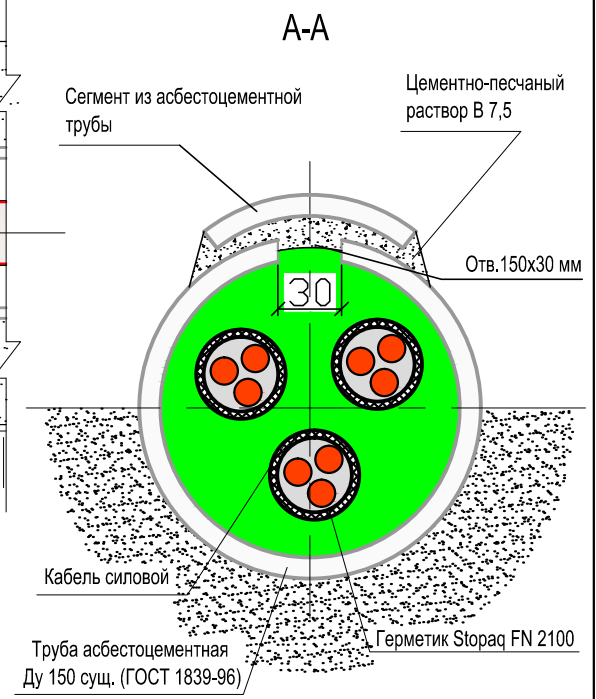 А-А
Сегмент из асбестоцементной
трубы
Цементно-песчаный
раствор В 7,5
Отв.150х30 мм
30
Кабель силовой
Герметик Stopaq FN 2100
Труба асбестоцементная
Ду 150 сущ. (ГОСТ 1839-96)